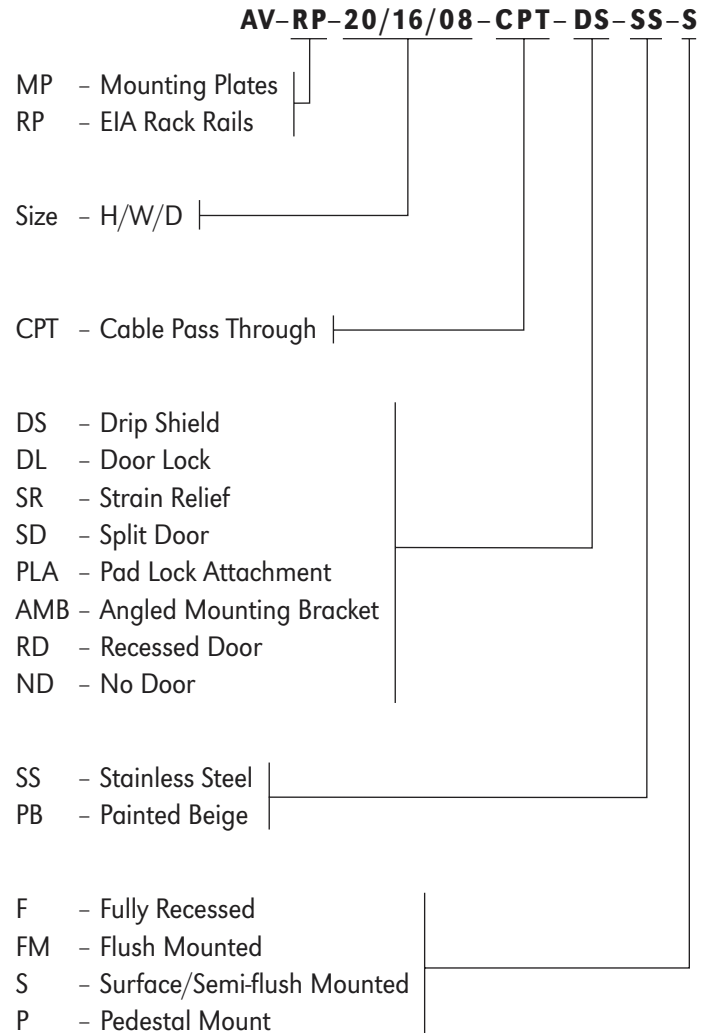 AV–RP–20/16/08–CPT–DS–SS–S
MP – Mounting Plates
RP – EIA Rack Rails
Size – H/W/D
CPT – Cable Pass Through
DS – Drip Shield
DL – Door Lock
SR – Strain Relief
SD – Split Door
PLA – Pad Lock Attachment
AMB – Angled Mounting Bracket
RD – Recessed Door
ND – No Door
SS – Stainless Steel
PB – Painted Beige
F – Fully Recessed
FM – Flush Mounted
S – Surface/Semi-flush Mounted
P – Pedestal Mount